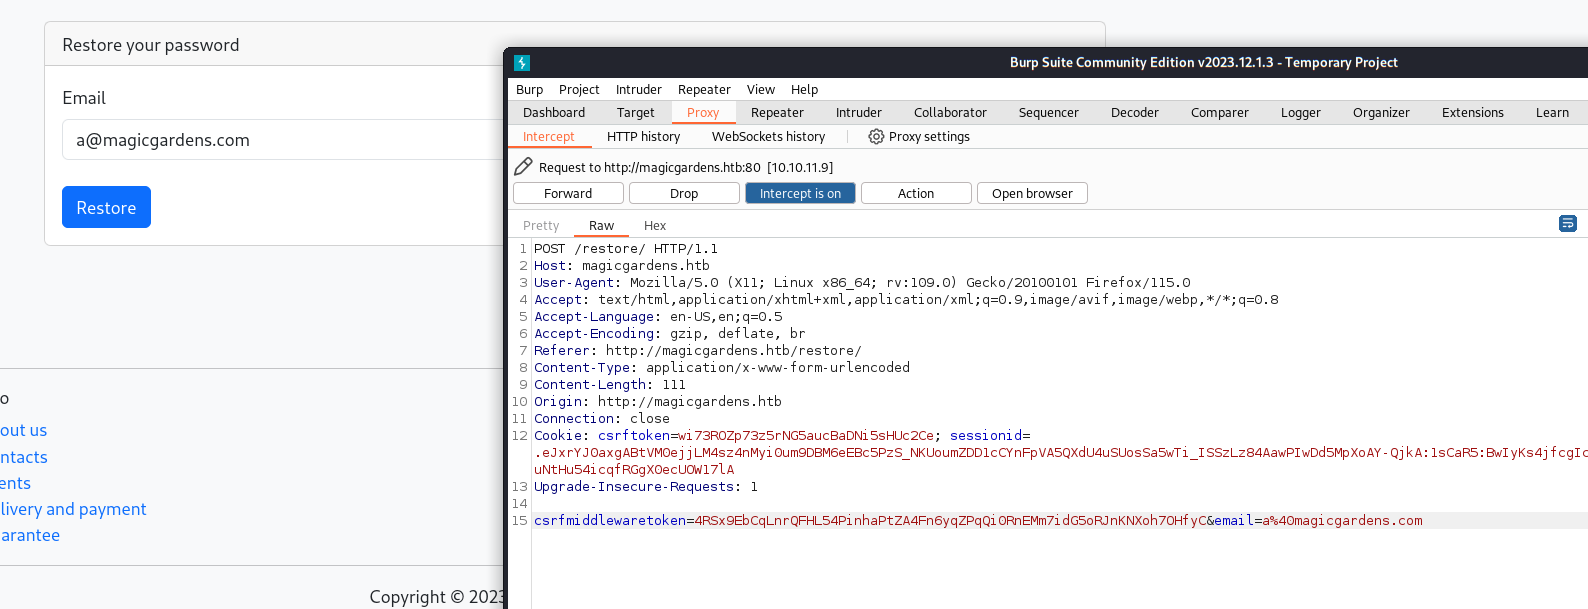 Restore your password
Email
a@magicgardens.com
Restore
o
out us
ntacts
ents
livery and payment
arantee
Copyright © 2023
Burp Suite Community Edition v2023.12.1.3 - Temporary Project
Burp Project Intruder Repeater View Help
Dashboard Target Proxy Repeater Intruder Collaborator Sequencer Decoder Comparer Logger Organizer Extensions Learn
Intercept HTTP history WebSockets history Proxy settings
Request to http://magicgardens.htb:80 [10.10.11.9]
Forward Drop Intercept is on Action Open browser
Pretty Raw Hex
1 POST /restore/ HTTP/1.1
2 Host: magicgardens.htb
3 User-Agent: Mozilla/5.0 (X11; Linux x86_64; rv:109.0) Gecko/20100101 Firefox/115.0
4 Accept: text/html,application/xhtml+xml,application/xml;q=0.9,image/avif,image/webp,*/*;q=0.8
5 Accept-Language: en-US,en;q=0.5
6 Accept-Encoding: gzip, deflate, br
7 Referer: http://magicgardens.htb/restore/
8 Content-Type: application/x-www-form-urlencoded
9 Content-Length: 111
10 Origin: http://magicgardens.htb
11 Connection: close
12 Cookie: csrftoken=wi73ROZp73z5rNG5aucBaDNi5sHUc2Ce; sessionid=
.eJxrYJ0axgABtVM0ejjLM4sz4nMyi0um9DBM6eEBc5PzS_NKUoumZDD1cCYnFpVA5QXdU4uSUosSa5wTi_ISSzLz84AawPIwDd5MpXoAY-QjkA:1sCaR5:BwIyKs4jfcgIc
uNtHu54icqfRGgX0ecUOW17lA
13 Upgrade-Insecure-Requests: 1
14
15 csrfmiddlewaretoken=4RSx9EbCqLnrQFHL54PinhaPtZA4Fn6yqZPqQi0RnEMm7idG5oRJnKNXoh7OHfyC&email=a%40magicgardens.com